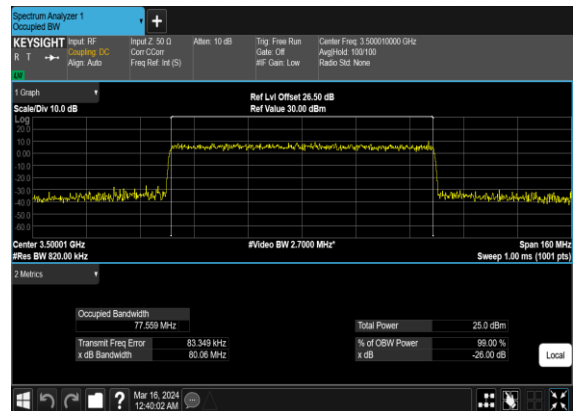 Spectrum Analyzer 1
Occupied BW
+
KEYSIGHT Input: RF Input Z: 50 Ω Atten: 10 dB Trig: Free Run Center Freq: 3.500010000 GHz
R T Coupling: DC Corr CCorr Gate: Off Avg|Hold: 100/100
Align: Auto Freq Ref: Int (S) #IF Gain: Low Radio Std: None
1 Graph Ref Lvl Offset 26.50 dB
Scale/Div 10.0 dB Ref Value 30.00 dBm
Log
20.0
10.0
0.00
-10.0
-20.0
-30.0
-40.0
-50.0
-60.0
Center 3.50001 GHz #Video BW 2.7000 MHz* Span 160 MHz
#Res BW 820.00 kHz Sweep 1.00 ms (1001 pts)
2 Metrics
Occupied Bandwidth
77.559 MHz Total Power 25.0 dBm
Transmit Freq Error 83.349 kHz % of OBW Power 99.00 %
x dB Bandwidth 80.06 MHz x dB -26.00 dB
Local
? Mar 16, 2024
12:40:02 AM